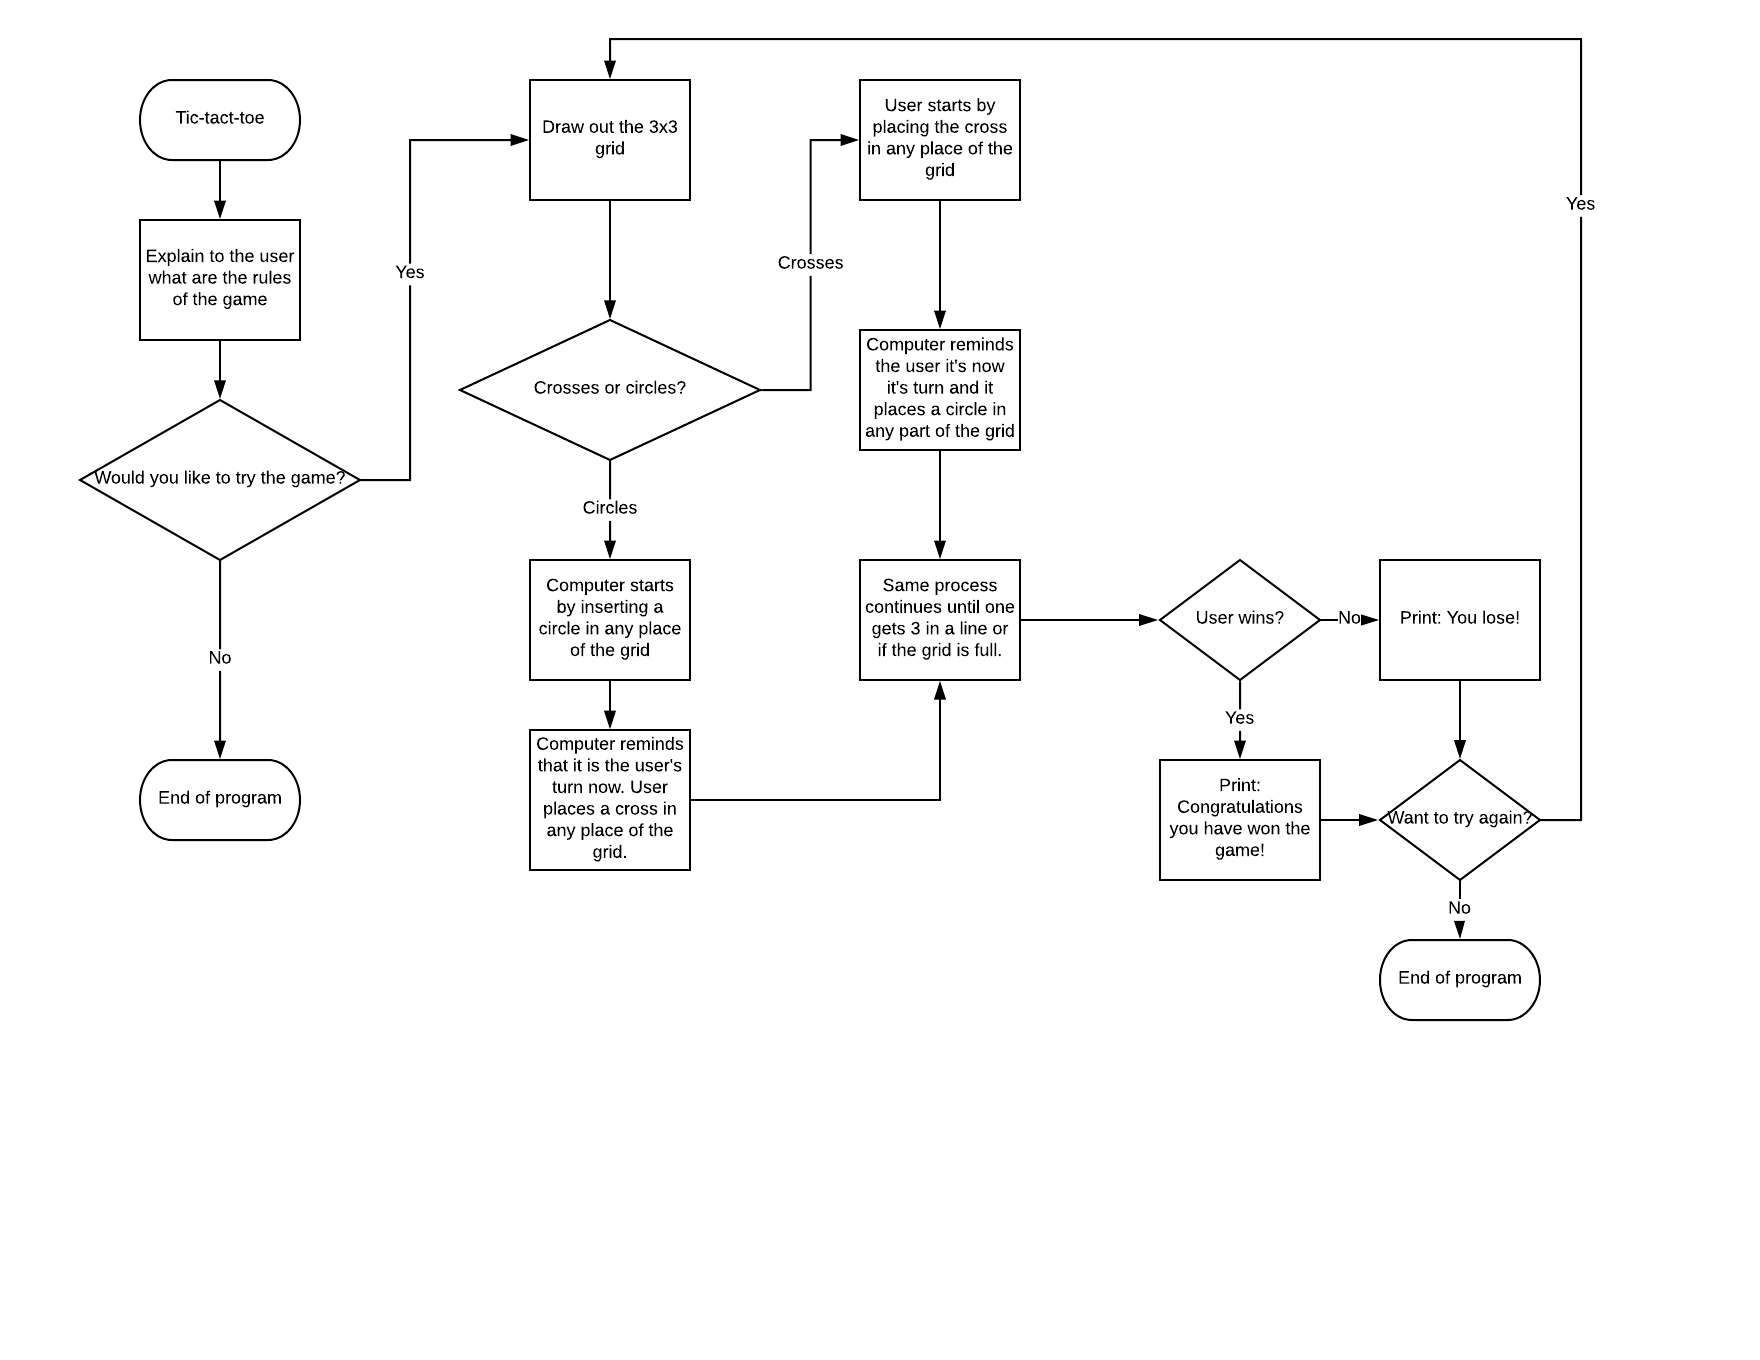 Tic-tact-toe
Explain to the user
what are the rules
of the game
Would you like to try the game?
No
End of program
Yes
Draw out the 3x3
grid
Crosses or circles?
Circles
Computer starts
by inserting a
circle in any place
of the grid
Computer reminds
that it is the user's
turn now. User
places a cross in
any place of the
grid.
Crosses
User starts by
placing the cross
in any place of the
grid
Computer reminds
the user it's now
it's turn and it
places a circle in
any part of the grid
Same process
continues until one
gets 3 in a line or
if the grid is full.
User wins?
No
Print: You lose!
Yes
Print:
Congratulations
you have won the
game!
Want to try again?
Yes
No
End of program